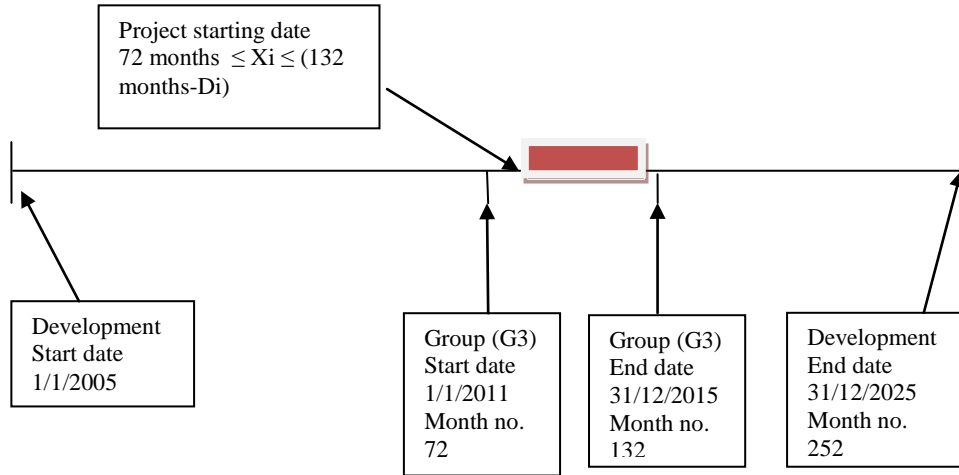 Project starting date
72 months ≤ Xi ≤ (132
months-Di)
Development
Start date
1/1/2005
Group (G3)
Start date
1/1/2011
Month no.
72
Group (G3)
End date
31/12/2015
Month no.
132
Development
End date
31/12/2025
Month no.
252